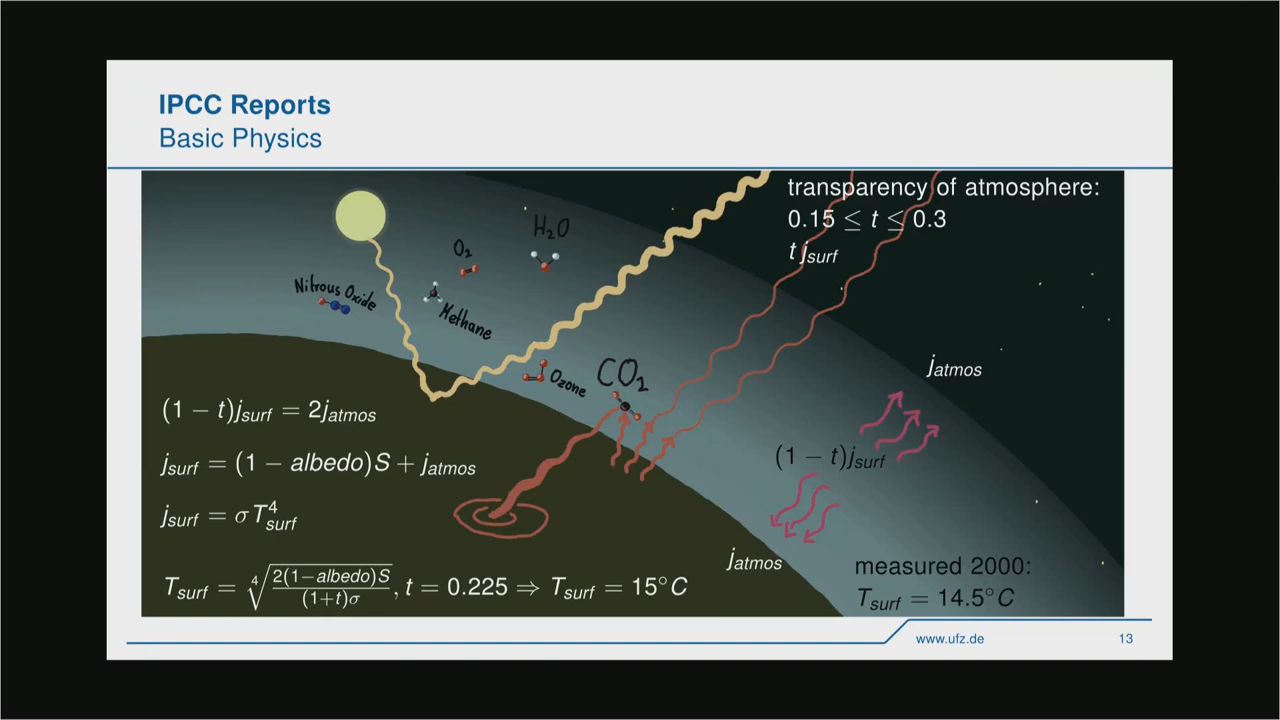 IPCC Reports
Basic Physics
transparency of atmosphere:
0.15 ≤ t ≤ 0.3
t j_surf
H₂O
O₂
Nitrous Oxide
Methane
Ozone
CO₂
j_atmos
(1 − t)j_surf = 2j_atmos
(1 − t)j_surf
j_surf = (1 − albedo)S + j_atmos
j_surf = σT⁴_surf
j_atmos
measured 2000:
T_surf = ∜(2(1−albedo)S / (1+t)σ), t = 0.225 ⇒ T_surf = 15°C
T_surf = 14.5°C
www.ufz.de
13